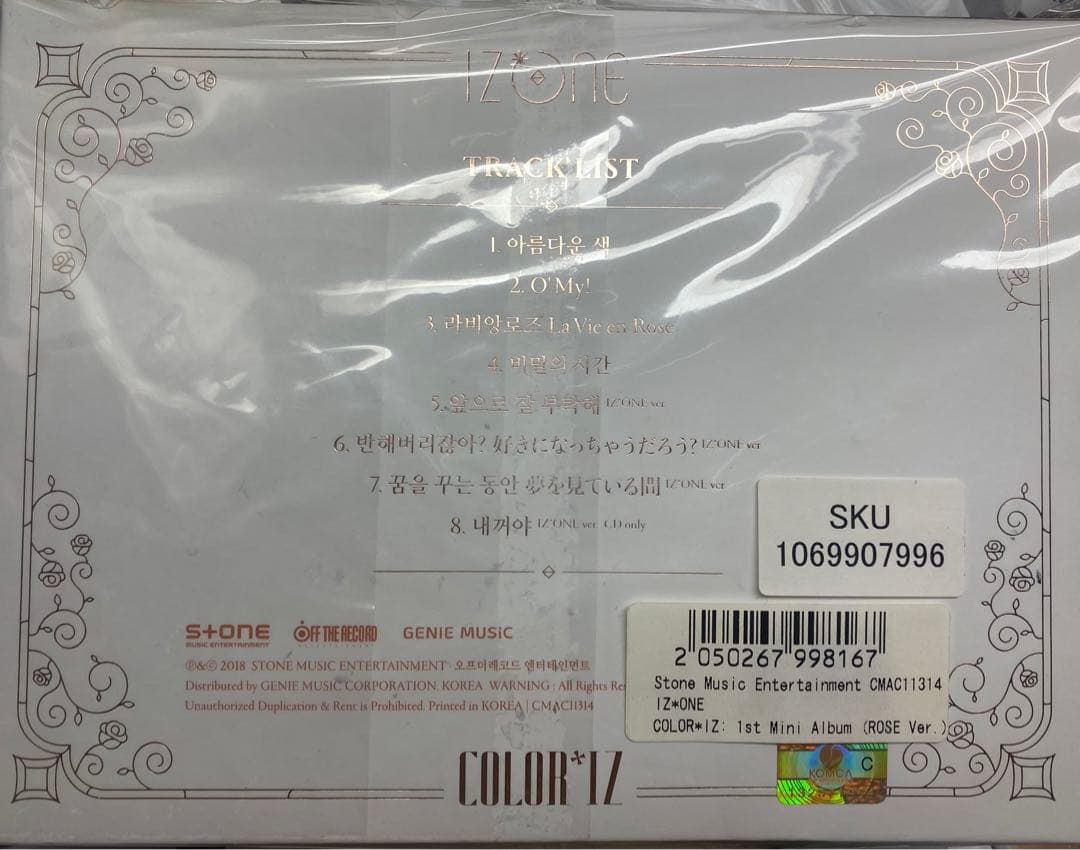 IZ*ONE
TRACK LIST
1. 아름다운 색
2. O' My!
3. 라비앙로즈 La Vie en Rose
4. 비밀의 시간
5. 앞으로 잘 부탁해 IZ*ONE ver.
6. 반해버리잖아? 好きになっちゃうだろう? IZ*ONE ver.
7. 꿈을 꾸는 동안 夢を見ている間 IZ*ONE ver.
8. 내꺼야 IZ*ONE ver. CD only
SKU
1069907996
2 050267 998167
Stone Music Entertainment CMAC11314
IZ*ONE
COLOR*IZ: 1st Mini Album (ROSE Ver.)
STONE MUSIC ENTERTAINMENT
OFF THE RECORD
GENIE MUSIC
℗&© 2018 STONE MUSIC ENTERTAINMENT · 오프더레코드 엔터테인먼트
Distributed by GENIE MUSIC CORPORATION. KOREA WARNING : All Rights Re
Unauthorized Duplication & Rent is Prohibited. Printed in KOREA | CMAC11314
COLOR*IZ
KOMCA
C